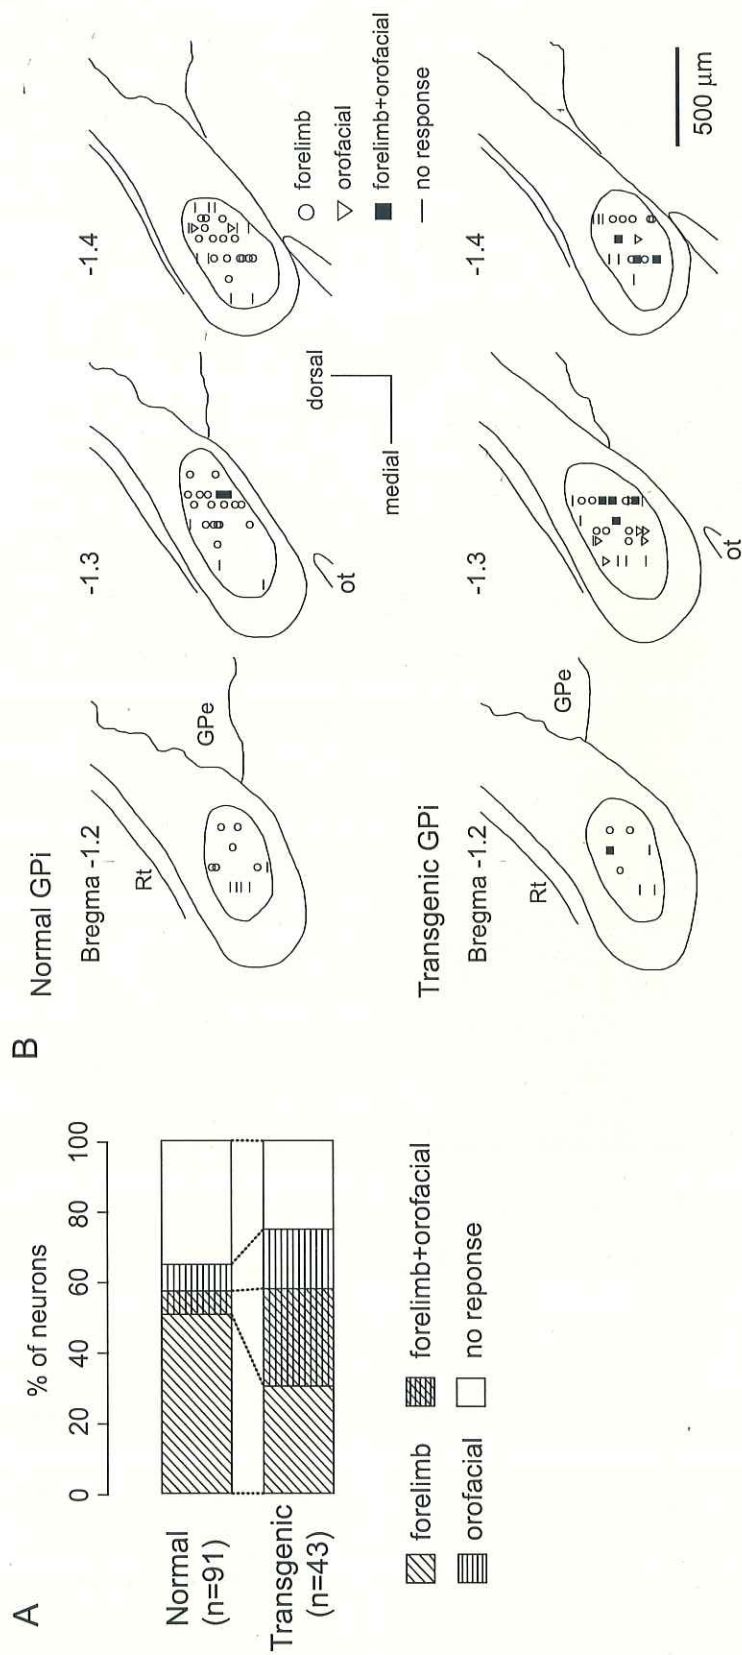 A
% of neurons
0 20 40 60 80 100
Normal
(n=91)
Transgenic
(n=43)
forelimb
forelimb+orofacial
orofacial
no reponse
B
Normal GPi
Bregma -1.2
-1.3
-1.4
Rt
GPe
ot
dorsal
medial
forelimb
orofacial
forelimb+orofacial
no response
Transgenic GPi
Bregma -1.2
-1.3
-1.4
Rt
GPe
ot
500 μm